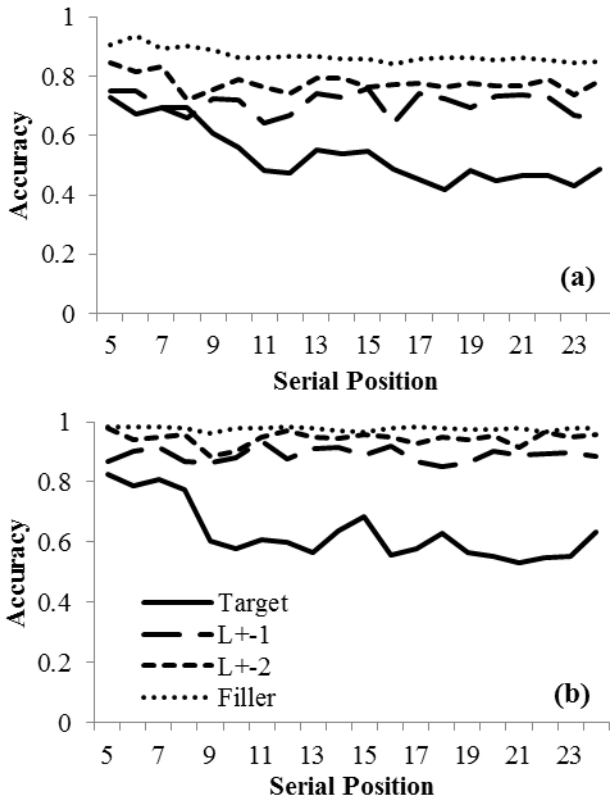 1
0.8
0.6
0.4
0.2
0
Accuracy
(a)
5 7 9 11 13 15 17 19 21 23
Serial Position
1
0.8
0.6
0.4
0.2
0
Accuracy
Target
L+-1
L+-2
Filler
(b)
5 7 9 11 13 15 17 19 21 23
Serial Position